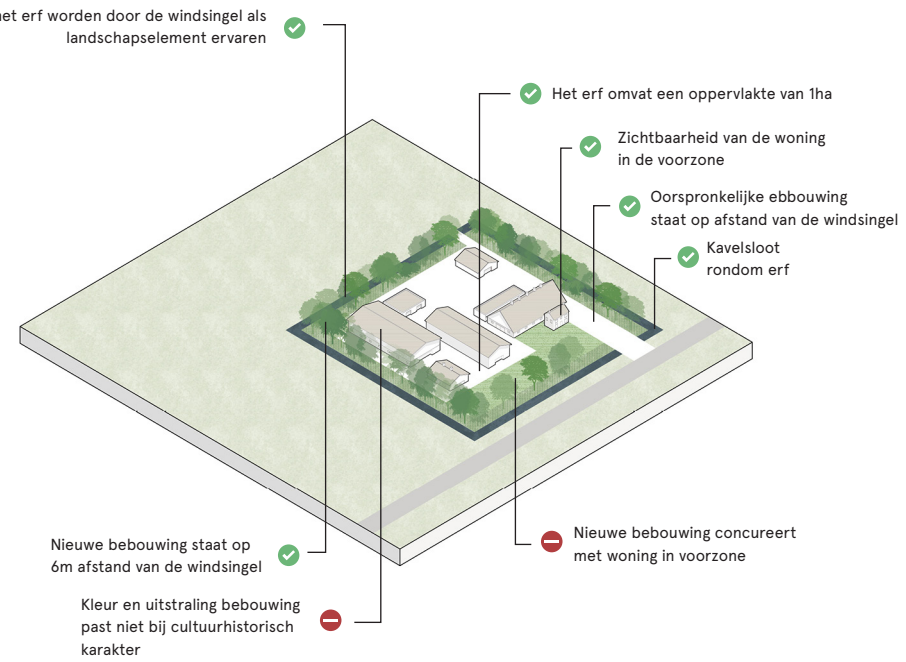 het erf worden door de windsingel als
landschapselement ervaren
Het erf omvat een oppervlakte van 1ha
Zichtbaarheid van de woning
in de voorzone
Oorspronkelijke ebbouwing
staat op afstand van de windsingel
Kavelsloot
rondom erf
Nieuwe bebouwing staat op
6m afstand van de windsingel
Nieuwe bebouwing concureert
met woning in voorzone
Kleur en uitstraling bebouwing
past niet bij cultuurhistorisch
karakter